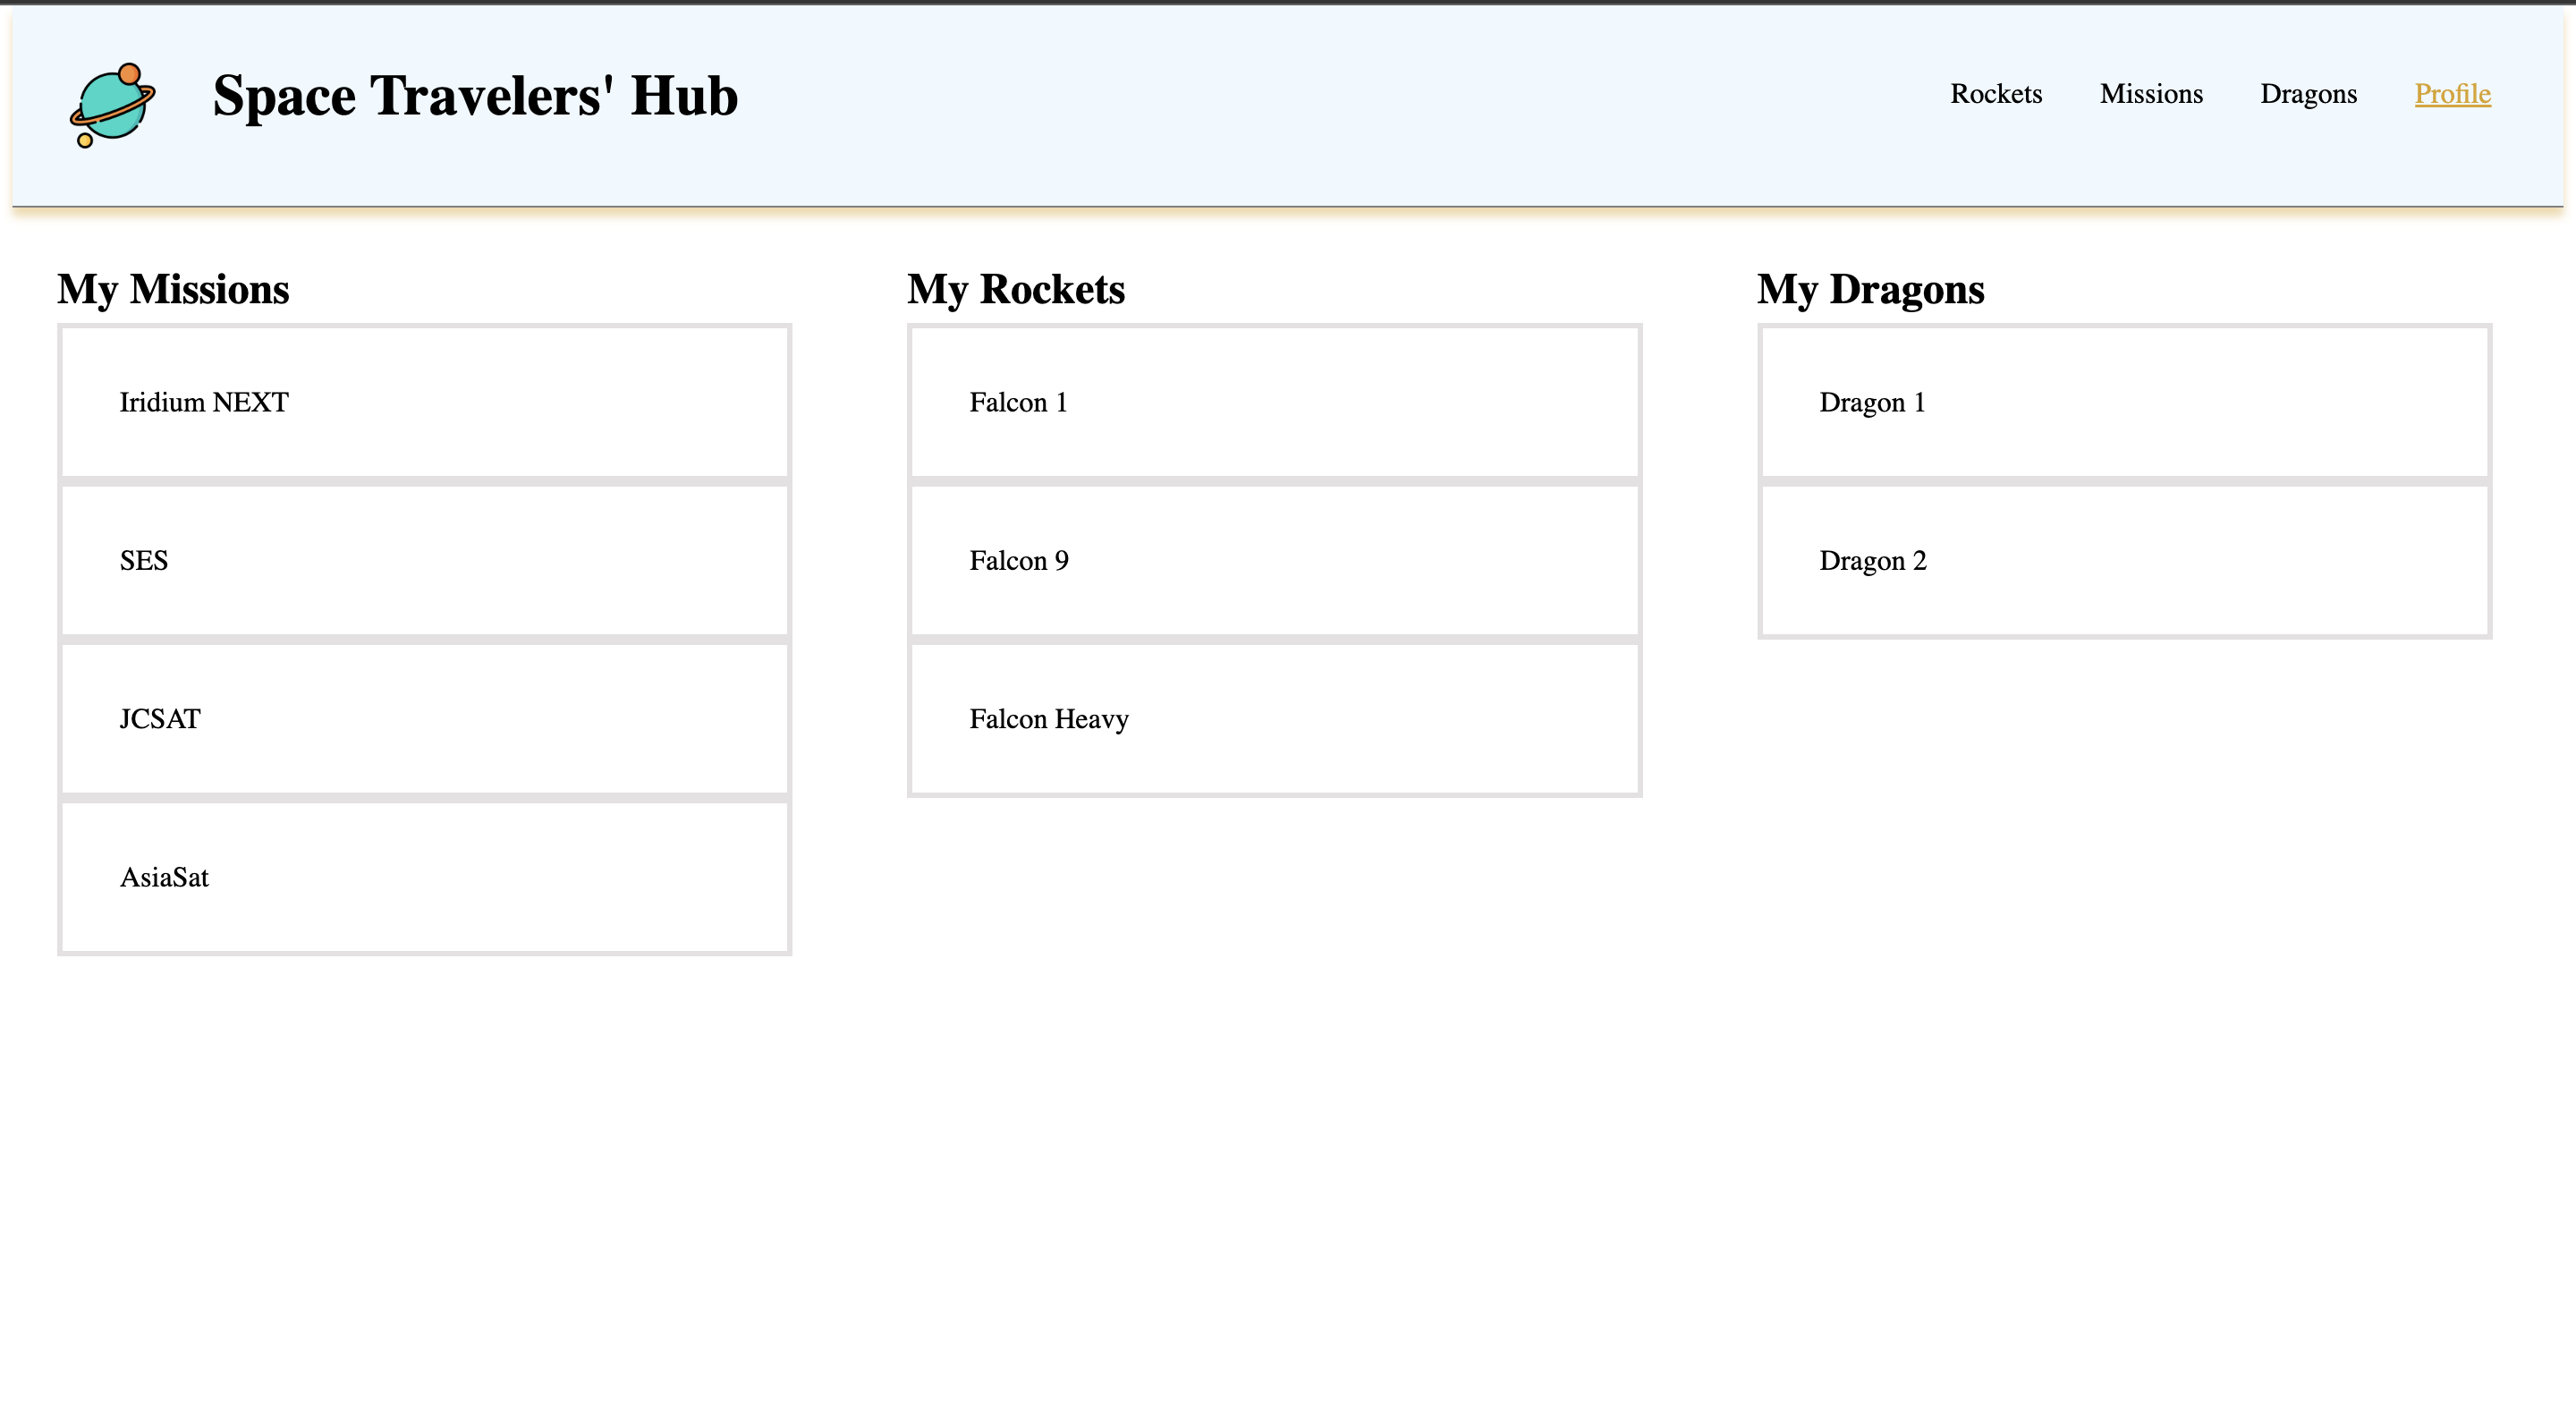 Space Travelers' Hub
Rockets
Missions
Dragons
Profile
My Missions
Iridium NEXT
SES
JCSAT
AsiaSat
My Rockets
Falcon 1
Falcon 9
Falcon Heavy
My Dragons
Dragon 1
Dragon 2